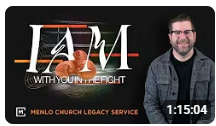 I AM
WITH YOU IN THE FIGHT
M
MENLO CHURCH LEGACY SERVICE
1:15:04